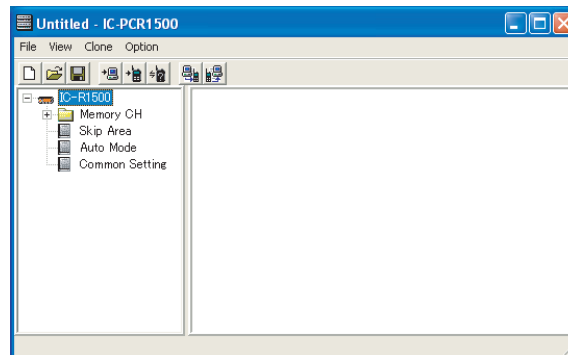 Untitled - IC-PCR1500
File View Clone Option
IC-R1500
Memory CH
Skip Area
Auto Mode
Common Setting